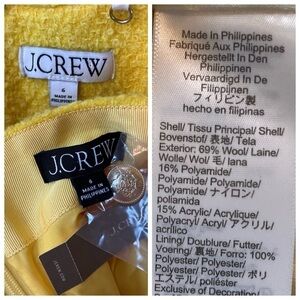 J.CREW
6
MADE IN
PHILIPPINES
J.CREW
6
MADE IN
PHILIPPINES
Made In Philippines
Fabriqué Aux Philippines
Hergestellt In Den
Philippinen
Vervaardigd In De
Filippijnen
フィリピン製
hecho en filipinas
Shell/ Tissu Principal/ Shell/
Bovenstof/ 表地/ Tela
Exterior: 69% Wool/ Laine/
Wolle/ Wol/ 毛/ lana
16% Polyamide/
Polyamide/ Polyamid/
Polyamide/ ナイロン/
poliamida
15% Acrylic/ Acrylique/
Polyacryl/ Acryl/ アクリル/
acrílico
Lining/ Doublure/ Futter/
Voering/ 裏地/ Forro: 100%
Polyester/ Polyester/
Polyester/ Polyester/ ポリ
エステル/ poliéster
Exclusive of Decoration/